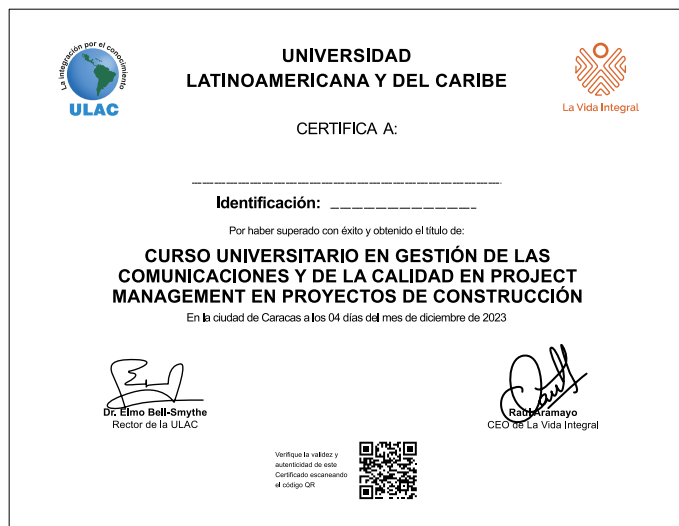 La integración por el conocimiento
ULAC
UNIVERSIDAD
LATINOAMERICANA Y DEL CARIBE
La Vida Integral
CERTIFICA A:
Identificación:
Por haber superado con éxito y obtenido el título de:
CURSO UNIVERSITARIO EN GESTIÓN DE LAS
COMUNICACIONES Y DE LA CALIDAD EN PROJECT
MANAGEMENT EN PROYECTOS DE CONSTRUCCIÓN
En la ciudad de Caracas a los 04 días del mes de diciembre de 2023
Dr. Elmo Bell-Smythe
Rector de la ULAC
Raúl Aramayo
CEO de La Vida Integral
Verifique la validez y
autenticidad de este
Certificado escaneando
el código QR